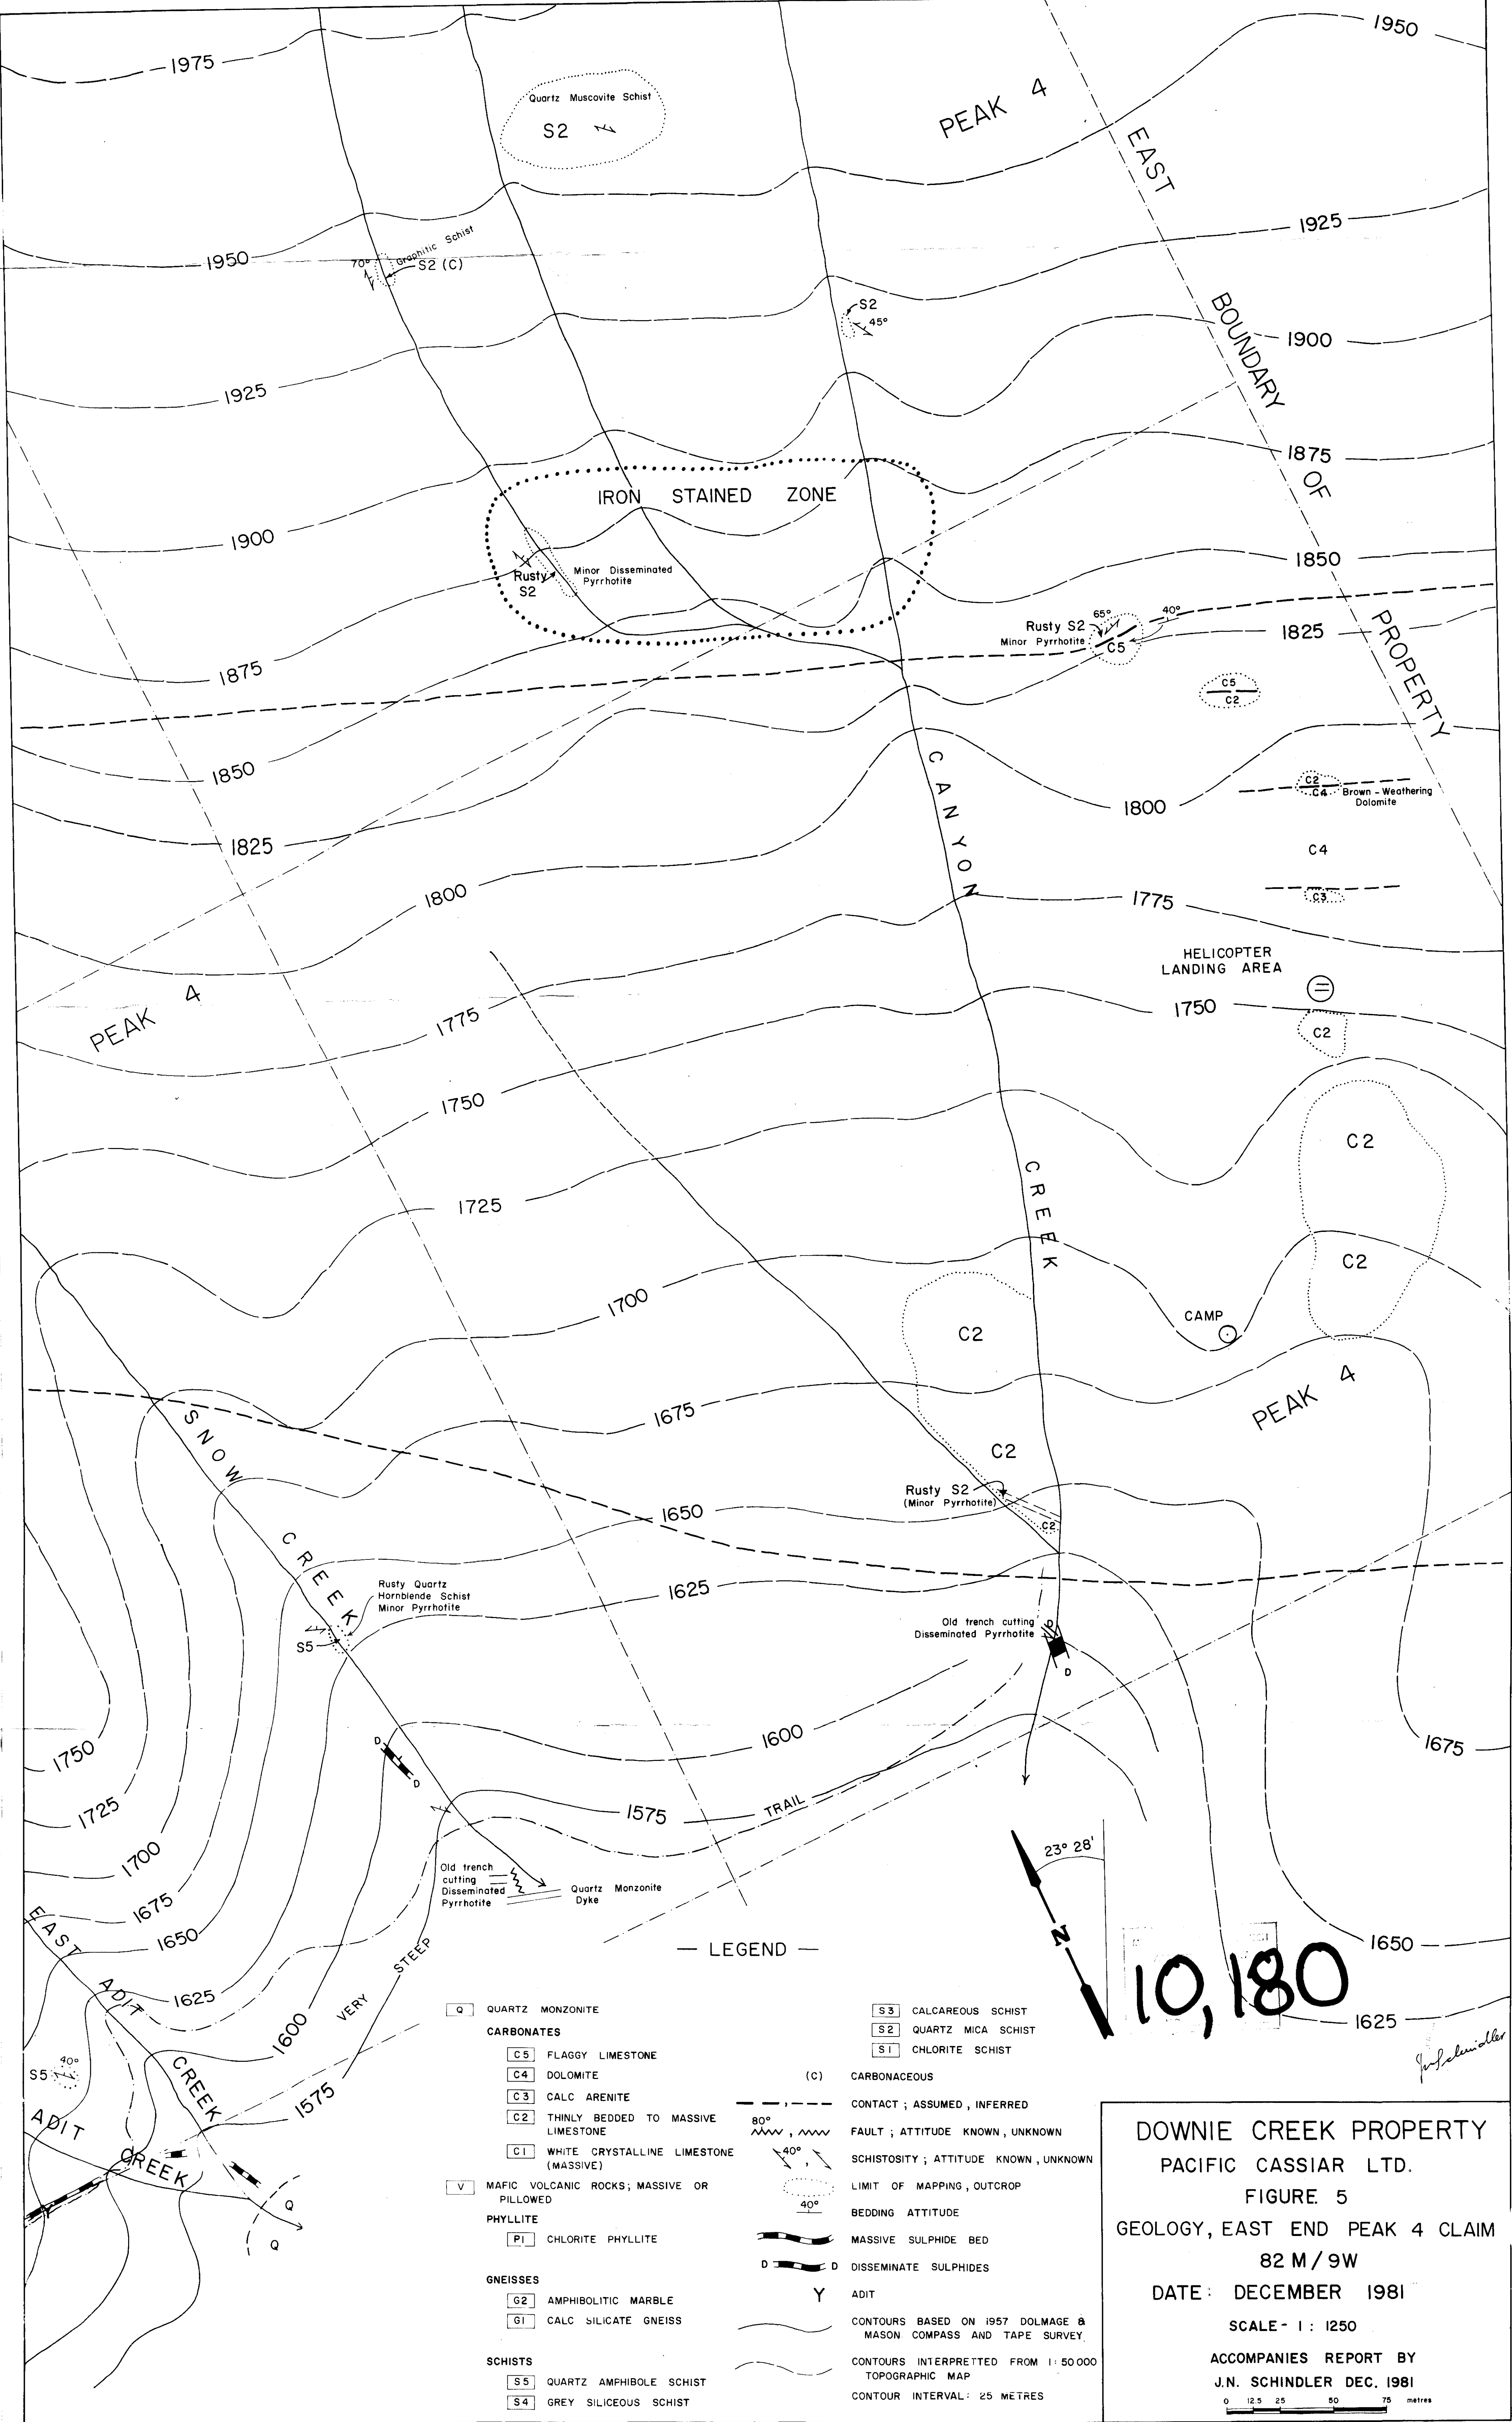 1975
1950
PEAK 4
Quartz Muscovite Schist
S2
EAST
BOUNDARY
OF
PROPERTY
1925
1950
70°
Graphitic Schist
S2 (C)
S2
45°
1900
1925
1875
IRON STAINED ZONE
1900
1850
Rusty
S2
Minor Disseminated
Pyrrhotite
65°
40°
Rusty S2
Minor Pyrrhotite
C5
1825
1875
C5
C2
1850
1800
C2
C4
Brown - Weathering
Dolomite
1825
C4
CANYON
1800
C3
1775
HELICOPTER
LANDING AREA
PEAK 4
1775
1750
C2
1750
C2
CREEK
1725
C2
1700
C2
CAMP
PEAK 4
SNOW
1675
C2
Rusty S2
(Minor Pyrrhotite)
C2
1650
CREEK
Rusty Quartz
Hornblende Schist
Minor Pyrrhotite
1625
S5
Old trench cutting
Disseminated Pyrrhotite
D
D
1600
1750
D
D
1675
1725
1575
TRAIL
1700
23° 28'
Old trench
cutting
Disseminated
Pyrrhotite
Quartz Monzonite
Dyke
1675
EAST
1650
N
10,180
1650
STEEP
VERY
ADIT
1625
1600
1625
S5
40°
CREEK
1575
ADIT
CREEK
Q
Q
— LEGEND —
Q QUARTZ MONZONITE
CARBONATES
C5 FLAGGY LIMESTONE
C4 DOLOMITE
C3 CALC ARENITE
C2 THINLY BEDDED TO MASSIVE
LIMESTONE
C1 WHITE CRYSTALLINE LIMESTONE
(MASSIVE)
V MAFIC VOLCANIC ROCKS; MASSIVE OR
PILLOWED
PHYLLITE
P1 CHLORITE PHYLLITE
GNEISSES
G2 AMPHIBOLITIC MARBLE
G1 CALC SILICATE GNEISS
SCHISTS
S5 QUARTZ AMPHIBOLE SCHIST
S4 GREY SILICEOUS SCHIST
S3 CALCAREOUS SCHIST
S2 QUARTZ MICA SCHIST
S1 CHLORITE SCHIST
(C) CARBONACEOUS
CONTACT ; ASSUMED , INFERRED
80° FAULT ; ATTITUDE KNOWN , UNKNOWN
40° SCHISTOSITY ; ATTITUDE KNOWN , UNKNOWN
LIMIT OF MAPPING , OUTCROP
40° BEDDING ATTITUDE
MASSIVE SULPHIDE BED
D D DISSEMINATE SULPHIDES
Y ADIT
CONTOURS BASED ON 1957 DOLMAGE &
MASON COMPASS AND TAPE SURVEY
CONTOURS INTERPRETTED FROM 1:50000
TOPOGRAPHIC MAP
CONTOUR INTERVAL: 25 METRES
DOWNIE CREEK PROPERTY
PACIFIC CASSIAR LTD.
FIGURE 5
GEOLOGY, EAST END PEAK 4 CLAIM
82 M / 9W
DATE: DECEMBER 1981
SCALE - 1 : 1250
ACCOMPANIES REPORT BY
J.N. SCHINDLER DEC. 1981
0 12.5 25 50 75 metres